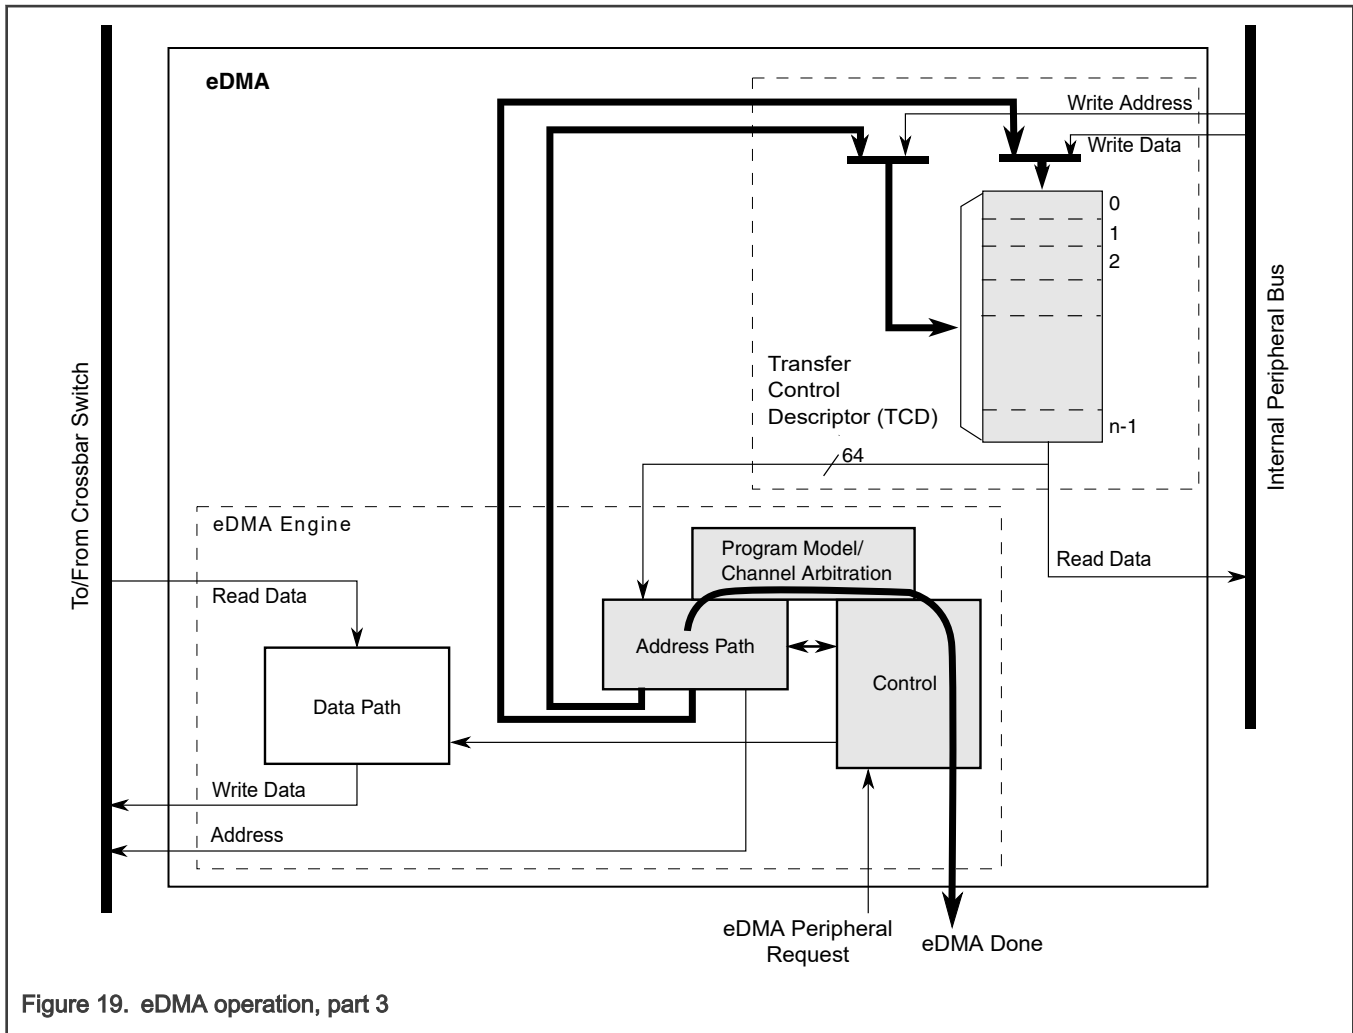 eDMA
Write Address
Write Data
0
1
2
n-1
Transfer
Control
Descriptor (TCD)
64
To/From Crossbar Switch
Internal Peripheral Bus
eDMA Engine
Program Model/
Channel Arbitration
Read Data
Read Data
Address Path
Control
Data Path
Write Data
Address
eDMA Peripheral
Request
eDMA Done
Figure 19. eDMA operation, part 3